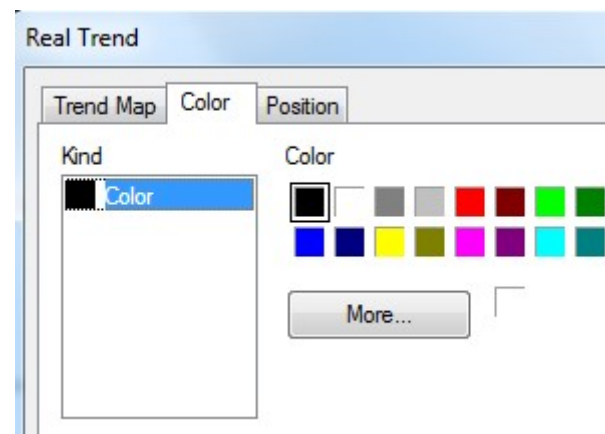 Real Trend
Trend Map Color Position
Kind Color
Color
More...